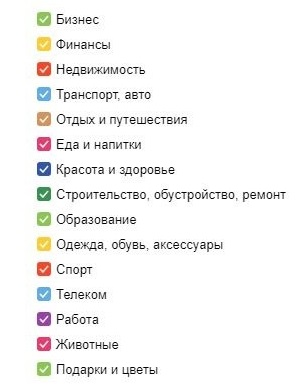 Бизнес
Финансы
Недвижимость
Транспорт, авто
Отдых и путешествия
Еда и напитки
Красота и здоровье
Строительство, обустройство, ремонт
Образование
Одежда, обувь, аксессуары
Спорт
Телеком
Работа
Животные
Подарки и цветы